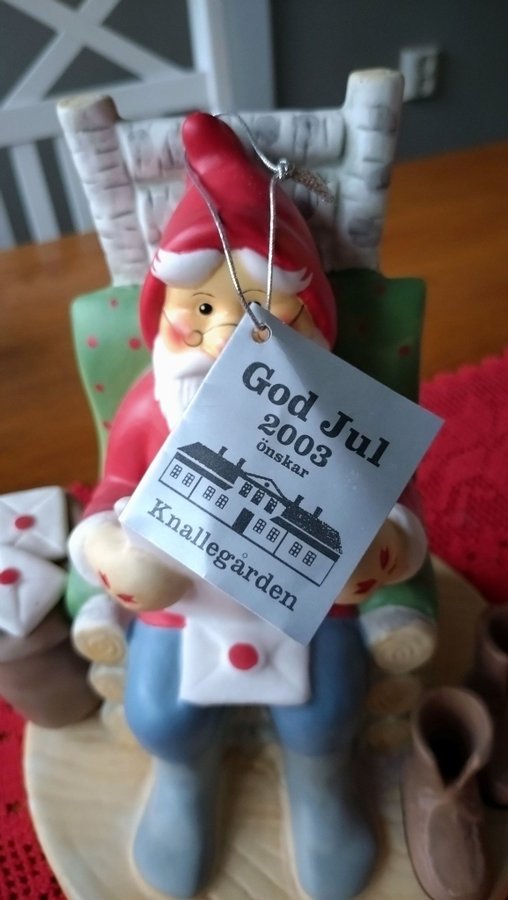 God Jul
2003
önskar
Knallegården